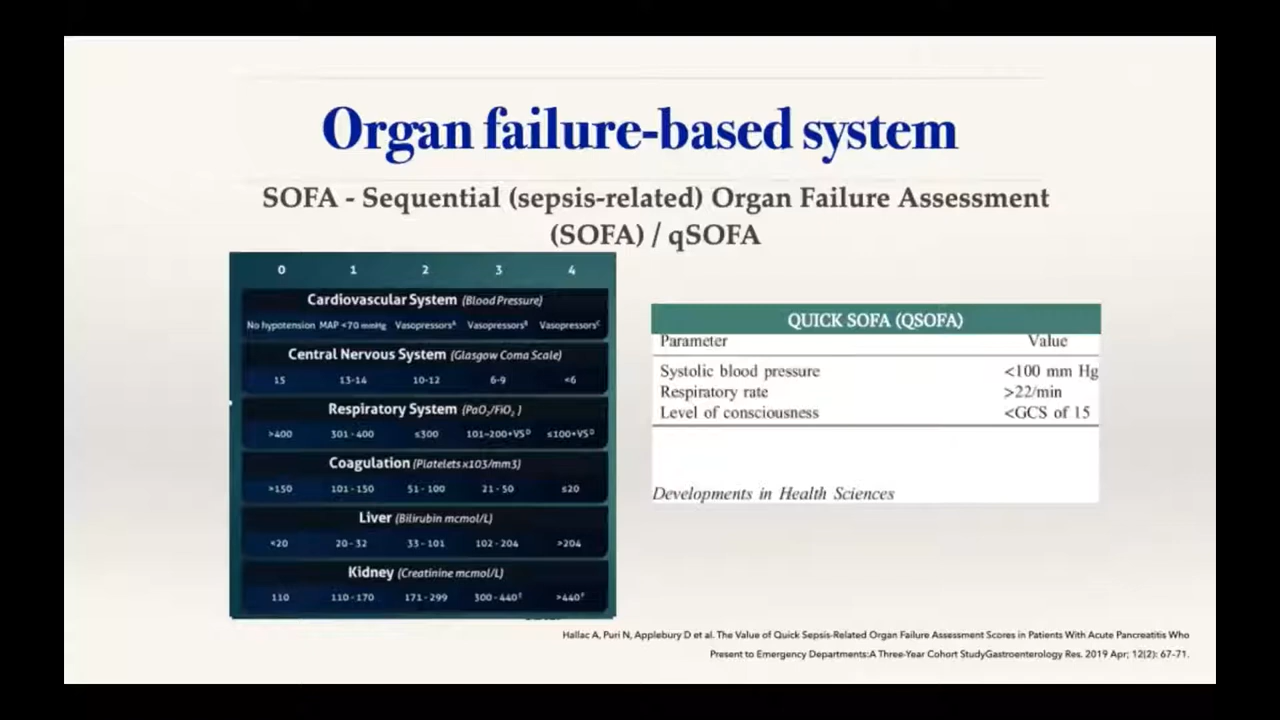 Organ failure-based system
SOFA - Sequential (sepsis-related) Organ Failure Assessment
(SOFA) / qSOFA
0 1 2 3 4
Cardiovascular System (Blood Pressure)
No hypotension MAP <70 mmHg Vasopressorsᴬ Vasopressorsᴮ Vasopressorsᶜ
Central Nervous System (Glasgow Coma Scale)
15 13-14 10-12 6-9 <6
Respiratory System (PaO₂/FiO₂ )
>400 301 - 400 ≤300 101–200+VSᴰ ≤100+VSᴰ
Coagulation (Platelets x103/mm3)
>150 101 - 150 51 - 100 21 - 50 ≤20
Liver (Bilirubin mcmol/L)
<20 20 - 32 33 - 101 102 - 204 >204
Kidney (Creatinine mcmol/L)
110 110 - 170 171 - 299 300 - 440 >440
QUICK SOFA (QSOFA)
Parameter Value
Systolic blood pressure <100 mm Hg
Respiratory rate >22/min
Level of consciousness <GCS of 15
Developments in Health Sciences
Hallac A, Puri N, Applebury D et al. The Value of Quick Sepsis-Related Organ Failure Assessment Scores in Patients With Acute Pancreatitis Who
Present to Emergency Departments:A Three-Year Cohort StudyGastroenterology Res. 2019 Apr; 12(2): 67–71.